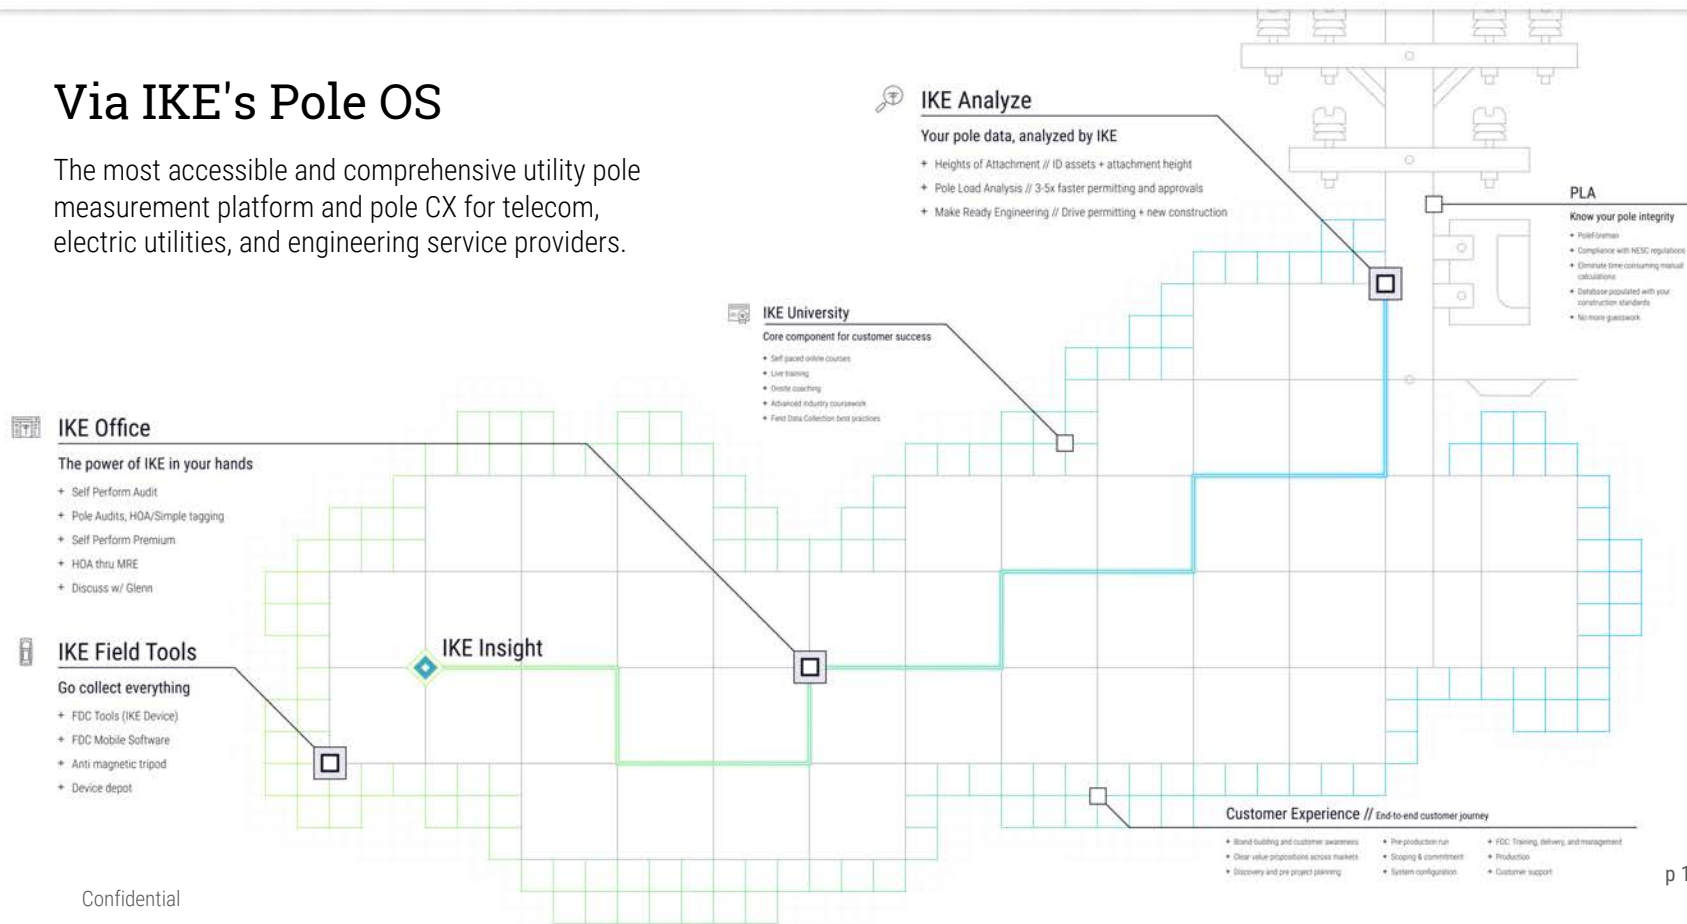 Via IKE's Pole OS
The most accessible and comprehensive utility pole
measurement platform and pole CX for telecom,
electric utilities, and engineering service providers.
IKE Analyze
Your pole data, analyzed by IKE
+ Heights of Attachment // ID assets + attachment height
+ Pole Load Analysis // 3-5x faster permitting and approvals
+ Make Ready Engineering // Drive permitting + new construction
PLA
Know your pole integrity
+ PoleForeman
+ Compliance with NESC regulations
+ Eliminate time consuming manual
calculations
+ Database populated with your
construction standards
+ No more guesswork
IKE University
Core component for customer success
+ Self paced online courses
+ Live training
+ Onsite coaching
+ Advanced industry coursework
+ Field Data Collection best practices
IKE Office
The power of IKE in your hands
+ Self Perform Audit
+ Pole Audits, HOA/Simple tagging
+ Self Perform Premium
+ HOA thru MRE
+ Discuss w/ Glenn
IKE Field Tools
Go collect everything
+ FDC Tools (IKE Device)
+ FDC Mobile Software
+ Anti magnetic tripod
+ Device depot
IKE Insight
Customer Experience // End-to-end customer journey
+ Brand-building and customer awareness
+ Clear value propositions across markets
+ Discovery and pre project planning
+ Pre-production run
+ Scoping & commitment
+ System configuration
+ FDC Training, delivery, and management
+ Production
+ Customer support
Confidential
p 1